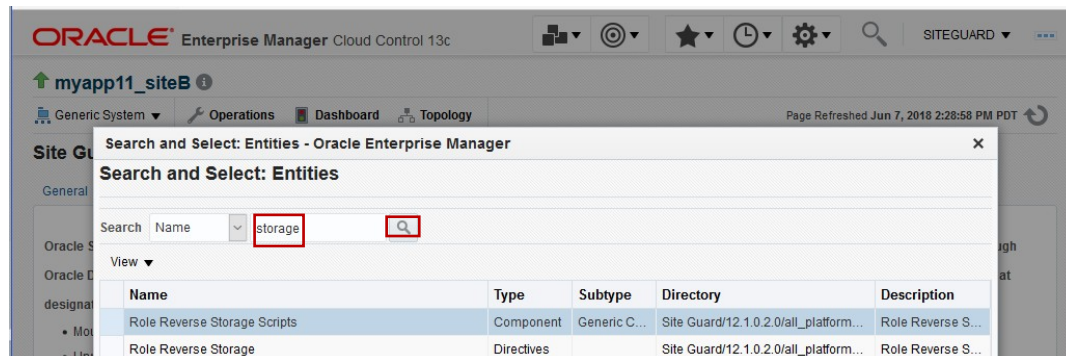 ORACLE Enterprise Manager Cloud Control 13c SITEGUARD
myapp11_siteB
Generic System Operations Dashboard Topology Page Refreshed Jun 7, 2018 2:28:58 PM PDT
Search and Select: Entities - Oracle Enterprise Manager
Search and Select: Entities
General
Search Name storage
Oracle
View
Oracle
at
Name Type Subtype Directory Description
Role Reverse Storage Scripts Component Generic C... Site Guard/12.1.0.2.0/all_platform... Role Reverse S...
Role Reverse Storage Directives Site Guard/12.1.0.2.0/all_platform... Role Reverse S...